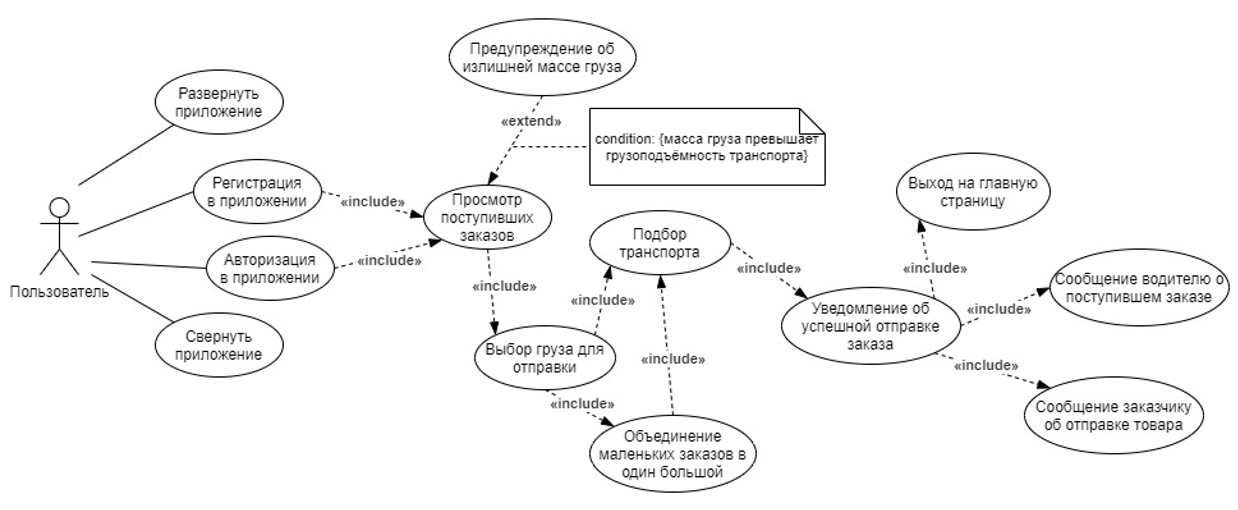 Предупреждение об
излишней массе груза
Развернуть
приложение
«extend»
condition: {масса груза превышает
грузоподъёмность транспорта}
Регистрация
в приложении
«include»
Просмотр
поступивших
заказов
Выход на главную
страницу
Подбор
транспорта
Авторизация
в приложении
«include»
«include»
«include»
Пользователь
«include»
«include»
Сообщение водителю о
поступившем заказе
«include»
Уведомление об
успешной отправке
заказа
Свернуть
приложение
Выбор груза для
отправки
«include»
«include»
«include»
Сообщение заказчику
об отправке товара
Объединение
маленьких заказов в
один большой